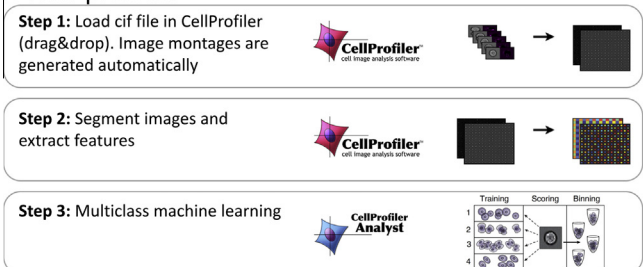 Step 1: Load cif file in CellProfiler
(drag&drop). Image montages are
generated automatically
CellProfiler™
cell image analysis software
Step 2: Segment images and
extract features
CellProfiler™
cell image analysis software
Step 3: Multiclass machine learning
CellProfiler
Analyst
Training Scoring Binning
1
2
3
4